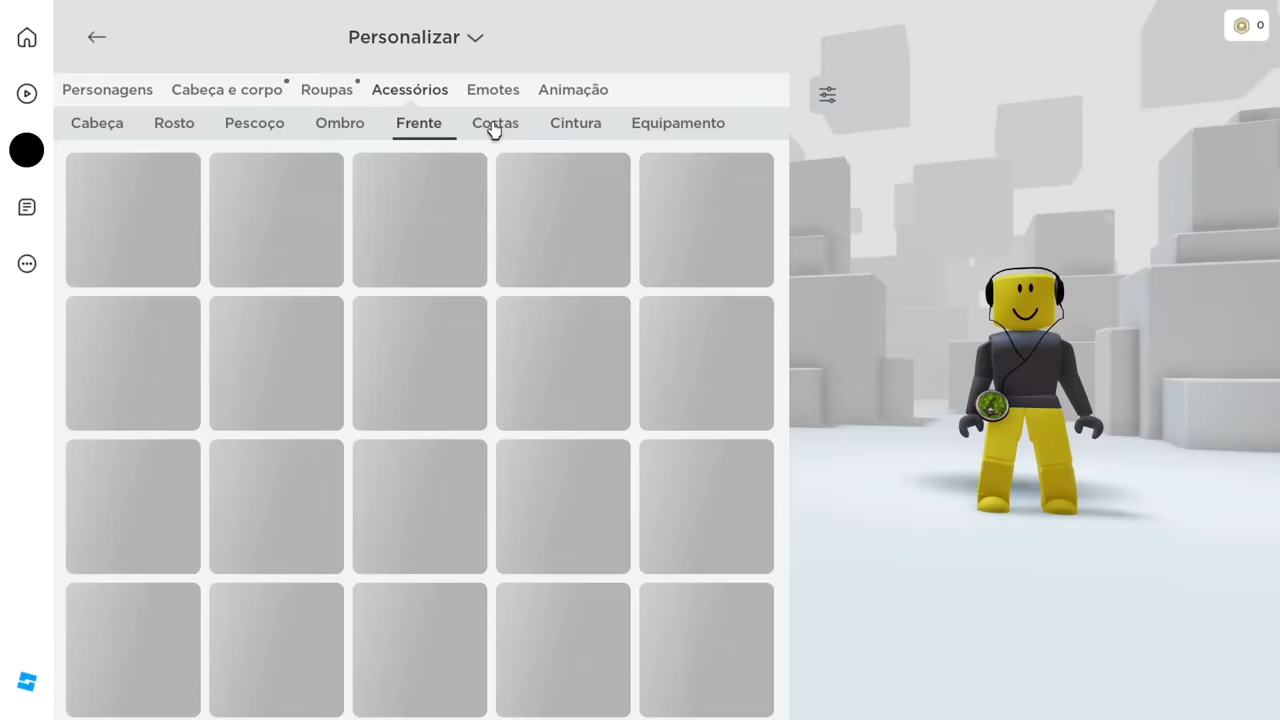 Personalizar
0
Personagens Cabeça e corpo Roupas Acessórios Emotes Animação
Cabeça Rosto Pescoço Ombro Frente Costas Cintura Equipamento